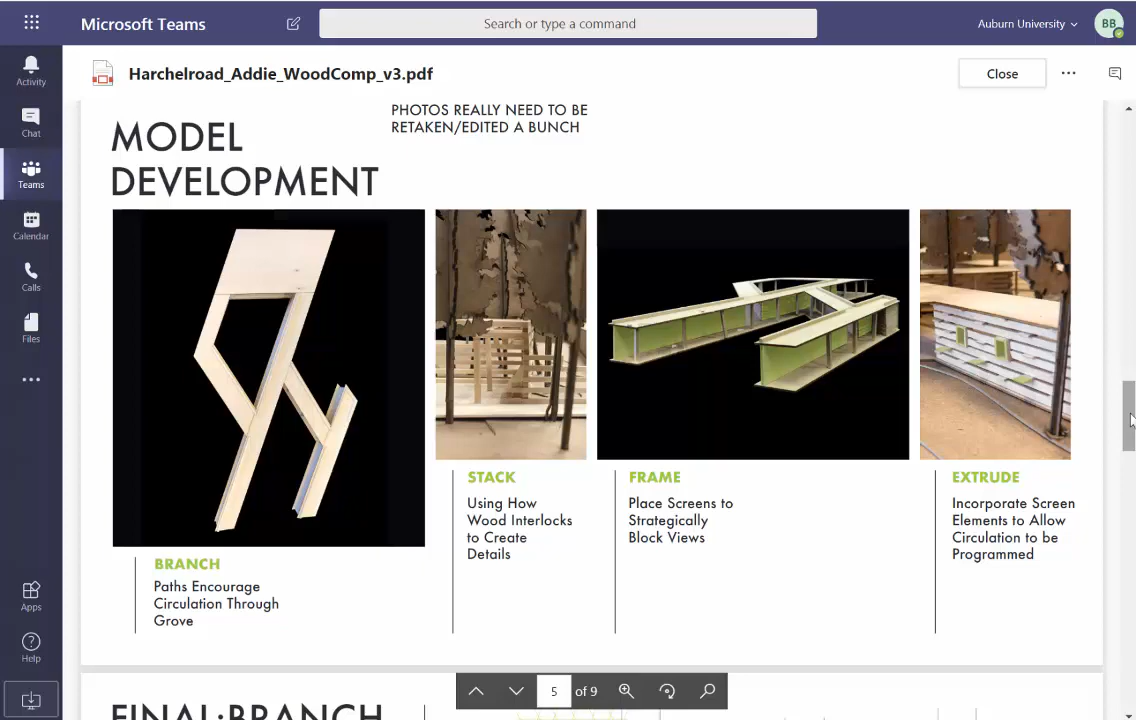 Microsoft Teams
Search or type a command
Auburn University
BB
Activity
Chat
Teams
Calendar
Calls
Files
Apps
Help
Harchelroad_Addie_WoodComp_v3.pdf
Close
PHOTOS REALLY NEED TO BE
RETAKEN/EDITED A BUNCH
MODEL
DEVELOPMENT
BRANCH
Paths Encourage
Circulation Through
Grove
STACK
Using How
Wood Interlocks
to Create
Details
FRAME
Place Screens to
Strategically
Block Views
EXTRUDE
Incorporate Screen
Elements to Allow
Circulation to be
Programmed
5 of 9
FINAL:BRANCH